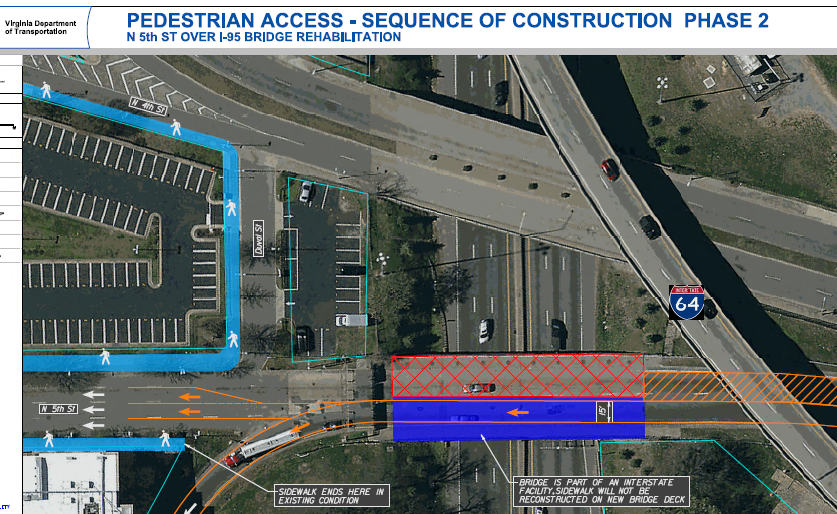 Virginia Department
of Transportation
PEDESTRIAN ACCESS - SEQUENCE OF CONSTRUCTION PHASE 2
N 5th ST OVER I-95 BRIDGE REHABILITATION
N 4th St
Duval St
INTERSTATE
64
N 5th St
15'
SIDEWALK ENDS HERE IN
EXISTING CONDITION
BRIDGE IS PART OF AN INTERSTATE
FACILITY,SIDEWALK WILL NOT BE
RECONSTRUCTED ON NEW BRIDGE DECK